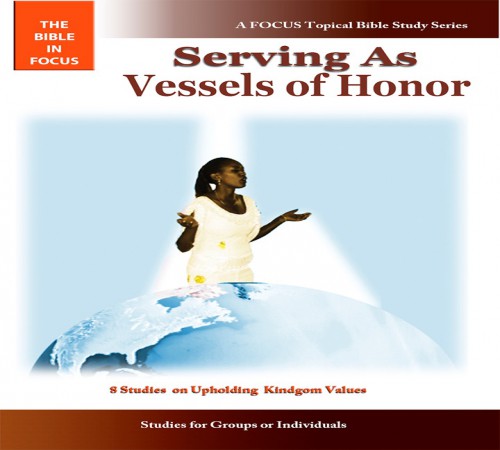 THE
BIBLE
IN
FOCUS
A FOCUS Topical Bible Study Series
Serving As
Vessels of Honor
8 Studies on Upholding Kindgom Values
Studies for Groups or Individuals